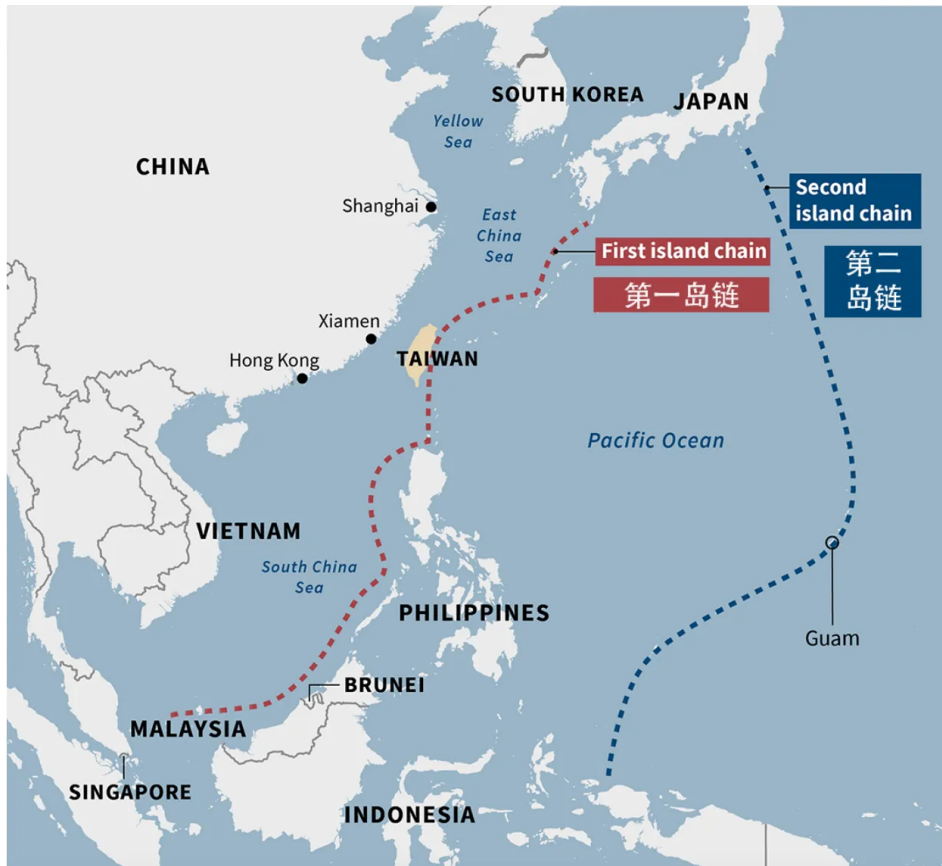 SOUTH KOREA
JAPAN
Yellow
Sea
CHINA
Second
island chain
Shanghai
East
China
Sea
First island chain
第二
岛链
第一岛链
Xiamen
TAIWAN
Hong Kong
Pacific Ocean
VIETNAM
South China
Sea
PHILIPPINES
Guam
BRUNEI
MALAYSIA
SINGAPORE
INDONESIA